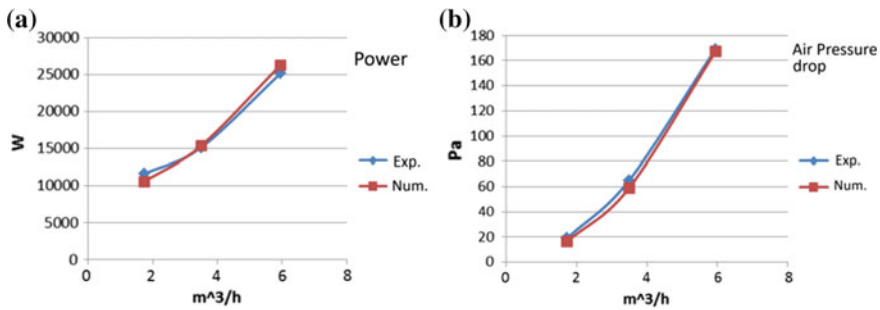 (a)
Power
30000
25000
20000
15000
10000
5000
0
W
0 2 4 6 8
m^3/h
Exp.
Num.
(b)
Air Pressure
drop
180
160
140
120
100
80
60
40
20
0
Pa
0 2 4 6 8
m^3/h
Exp.
Num.